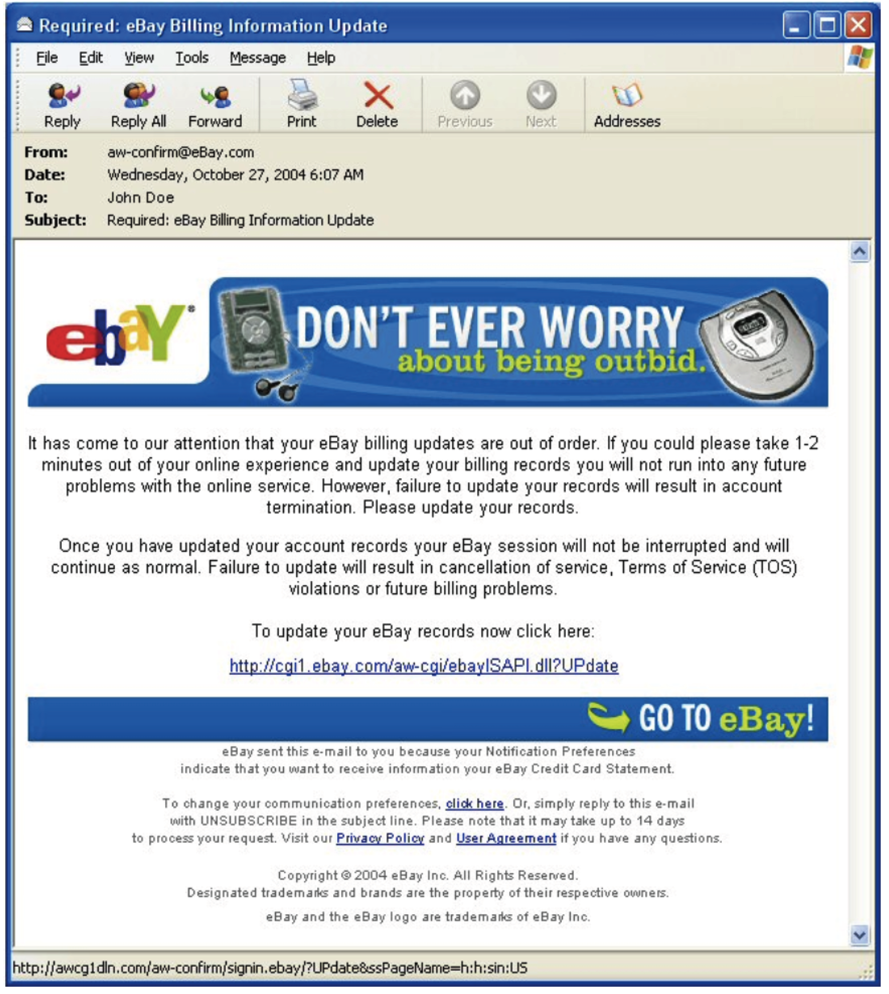 Required: eBay Billing Information Update
File Edit View Tools Message Help
Reply Reply All Forward Print Delete Previous Next Addresses
From: aw-confirm@eBay.com
Date: Wednesday, October 27, 2004 6:07 AM
To: John Doe
Subject: Required: eBay Billing Information Update
ebaY®
DON'T EVER WORRY
about being outbid.
It has come to our attention that your eBay billing updates are out of order. If you could please take 1-2
minutes out of your online experience and update your billing records you will not run into any future
problems with the online service. However, failure to update your records will result in account
termination. Please update your records.
Once you have updated your account records your eBay session will not be interrupted and will
continue as normal. Failure to update will result in cancellation of service, Terms of Service (TOS)
violations or future billing problems.
To update your eBay records now click here:
http://cgi1.ebay.com/aw-cgi/ebayISAPI.dll?UPdate
GO TO eBay!
eBay sent this e-mail to you because your Notification Preferences
indicate that you want to receive information your eBay Credit Card Statement.
To change your communication preferences, click here. Or, simply reply to this e-mail
with UNSUBSCRIBE in the subject line. Please note that it may take up to 14 days
to process your request. Visit our Privacy Policy and User Agreement if you have any questions.
Copyright © 2004 eBay Inc. All Rights Reserved.
Designated trademarks and brands are the property of their respective owners.
eBay and the eBay logo are trademarks of eBay Inc.
http://awcg1dln.com/aw-confirm/signin.ebay/?UPdate&ssPageName=h:h:sin:US